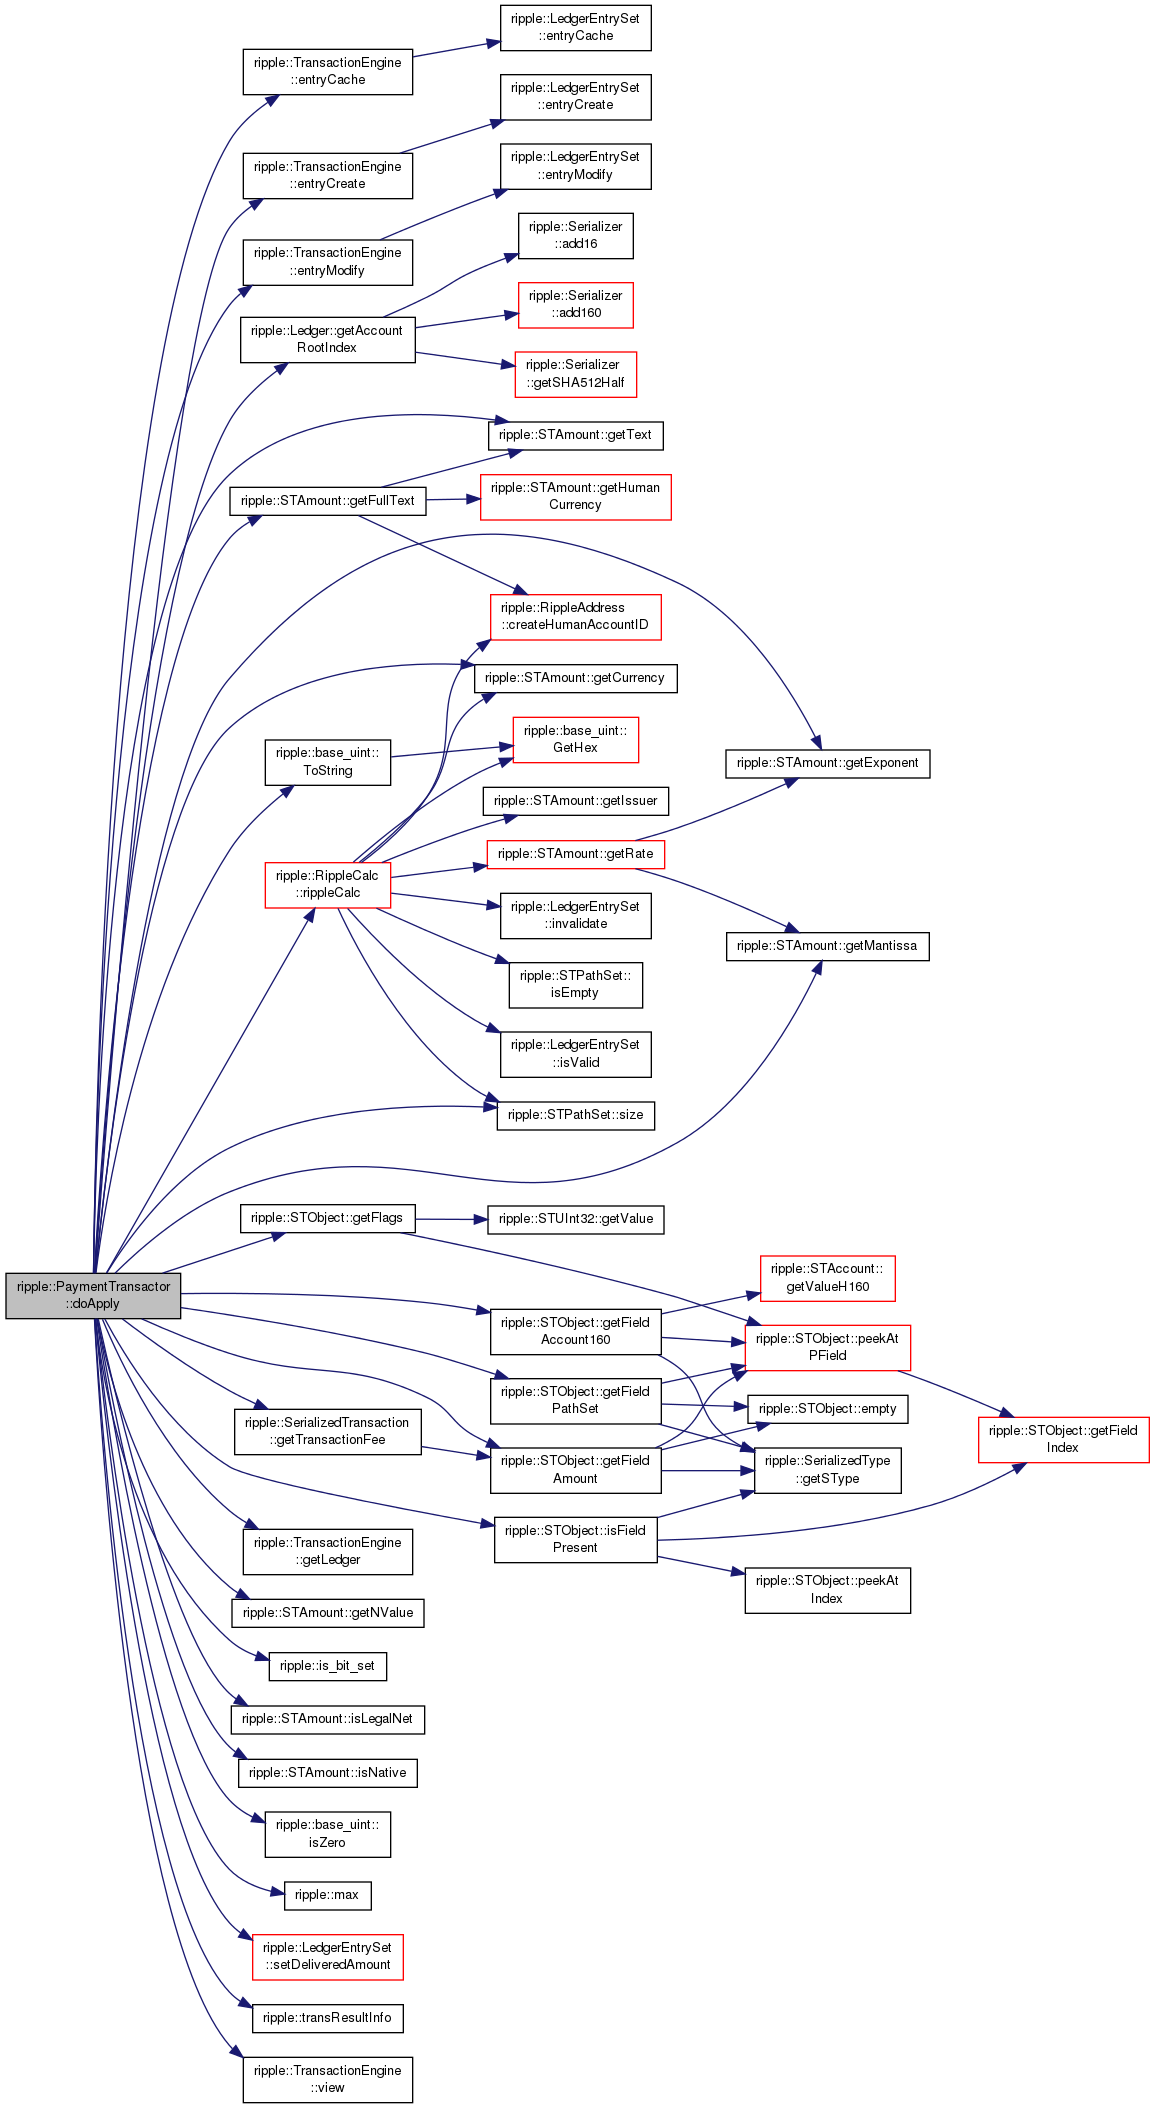 ripple::LedgerEntrySet
::entryCache
ripple::TransactionEngine
::entryCache
ripple::LedgerEntrySet
::entryCreate
ripple::TransactionEngine
::entryCreate
ripple::LedgerEntrySet
::entryModify
ripple::TransactionEngine
::entryModify
ripple::Serializer
::add16
ripple::Serializer
::add160
ripple::Ledger::getAccount
RootIndex
ripple::Serializer
::getSHA512Half
ripple::STAmount::getText
ripple::STAmount::getFullText
ripple::STAmount::getHuman
Currency
ripple::RippleAddress
::createHumanAccountID
ripple::STAmount::getCurrency
ripple::base_uint::
ToString
ripple::base_uint::
GetHex
ripple::STAmount::getExponent
ripple::STAmount::getIssuer
ripple::STAmount::getRate
ripple::RippleCalc
::rippleCalc
ripple::LedgerEntrySet
::invalidate
ripple::STAmount::getMantissa
ripple::STPathSet::
isEmpty
ripple::LedgerEntrySet
::isValid
ripple::STPathSet::size
ripple::STObject::getFlags
ripple::STUInt32::getValue
ripple::PaymentTransactor
::doApply
ripple::STAccount::
getValueH160
ripple::STObject::getField
Account160
ripple::STObject::peekAt
PField
ripple::STObject::getField
PathSet
ripple::STObject::empty
ripple::SerializedTransaction
::getTransactionFee
ripple::STObject::getField
Index
ripple::STObject::getField
Amount
ripple::SerializedType
::getSType
ripple::STObject::isField
Present
ripple::TransactionEngine
::getLedger
ripple::STObject::peekAt
Index
ripple::STAmount::getNValue
ripple::is_bit_set
ripple::STAmount::isLegalNet
ripple::STAmount::isNative
ripple::base_uint::
isZero
ripple::max
ripple::LedgerEntrySet
::setDeliveredAmount
ripple::transResultInfo
ripple::TransactionEngine
::view